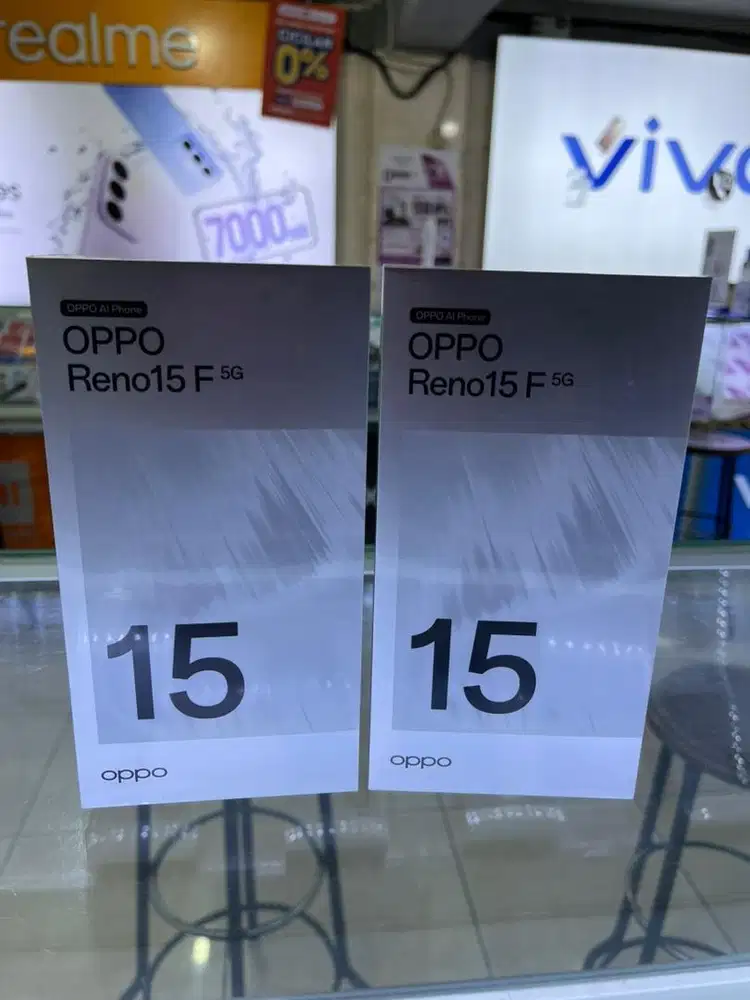 realme
CICILAN
0%
7000
vivo
OPPO AI Phone
OPPO
Reno15 F 5G
15
oppo
OPPO AI Phone
OPPO
Reno15 F 5G
15
oppo